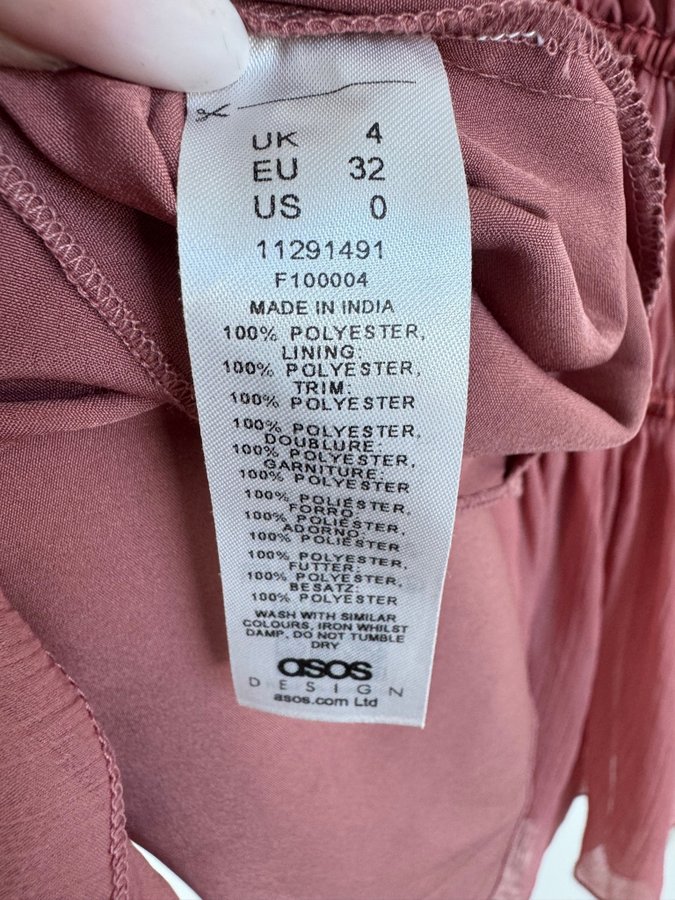 UK 4
EU 32
US 0
11291491
F100004
MADE IN INDIA
100% POLYESTER,
LINING:
100% POLYESTER,
TRIM:
100% POLYESTER
100% POLYESTER,
DOUBLURE:
100% POLYESTER,
GARNITURE:
100% POLYESTER
100% POLIÉSTER,
FORRO:
100% POLIÉSTER,
ADORNO:
100% POLIÉSTER
100% POLYESTER,
FUTTER:
100% POLYESTER,
BESATZ:
100% POLYESTER
WASH WITH SIMILAR
COLOURS, IRON WHILST
DAMP, DO NOT TUMBLE
DRY
asos
DESIGN
asos.com Ltd